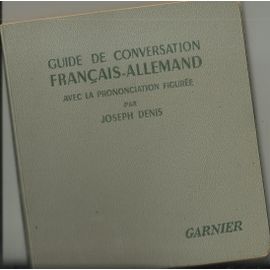 GUIDE DE CONVERSATION
FRANÇAIS-ALLEMAND
AVEC LA PRONONCIATION FIGURÉE
PAR
JOSEPH DENIS
GARNIER